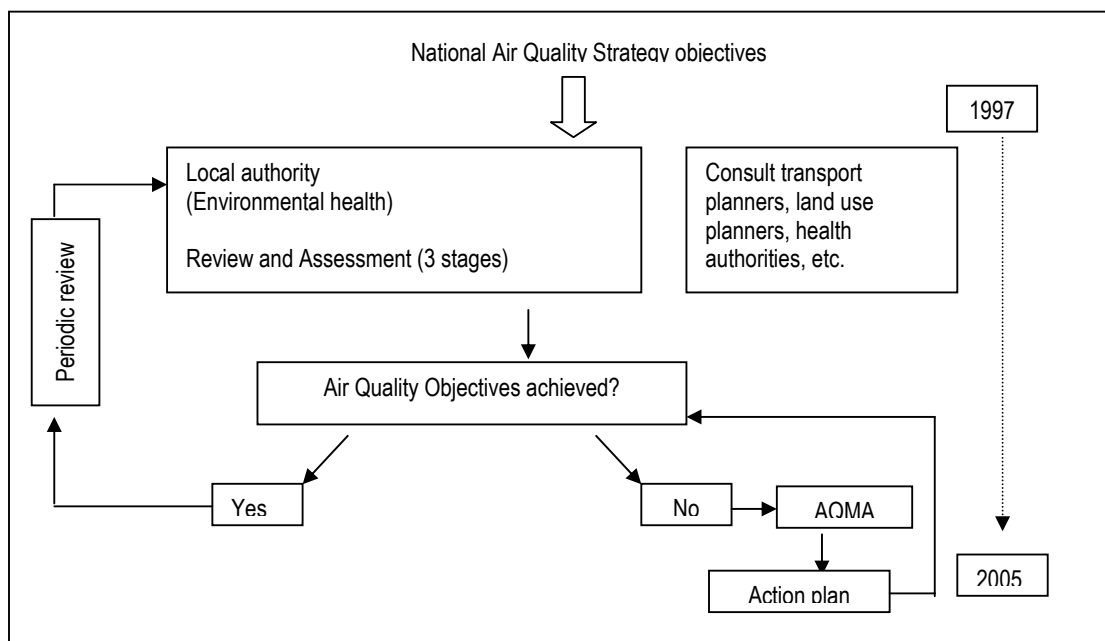 National Air Quality Strategy objectives
1997
Local authority
(Environmental health)
Review and Assessment (3 stages)
Consult transport
planners, land use
planners, health
authorities, etc.
Periodic review
Air Quality Objectives achieved?
Yes
No
AQMA
Action plan
2005